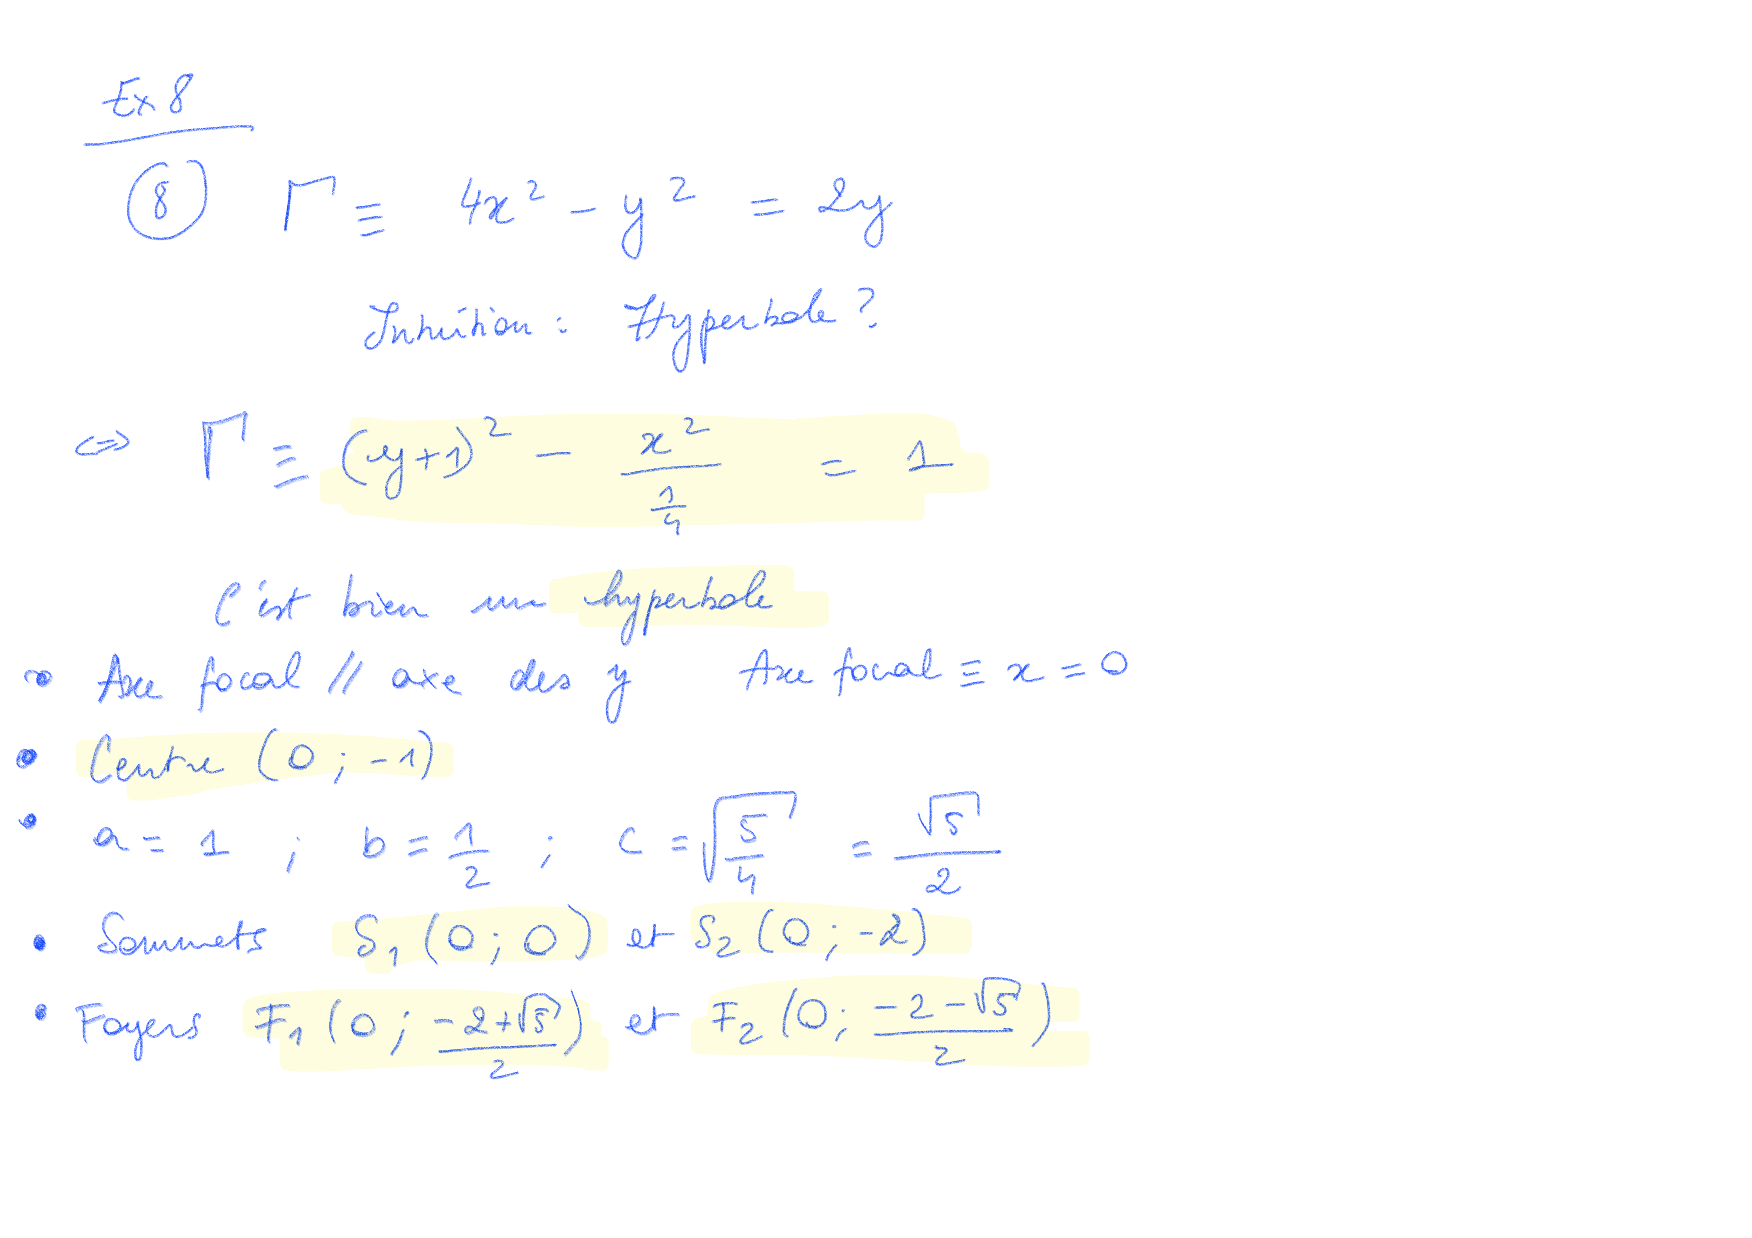 Ex 8
⑧ Γ ≡ 4x² - y² = 2y
Intuition : Hyperbole ?
⇔ Γ ≡ (y+1)² - x²/(1/4) = 1
C'est bien une hyperbole
• Axe focal // axe des y Axe focal ≡ x = 0
• Centre (0 ; -1)
• a = 1 ; b = 1/2 ; c = √(5/4) = √5/2
• Sommets S₁ (0 ; 0) et S₂ (0 ; -2)
• Foyers F₁ (0 ; (-2+√5)/2) et F₂ (0 ; (-2-√5)/2)